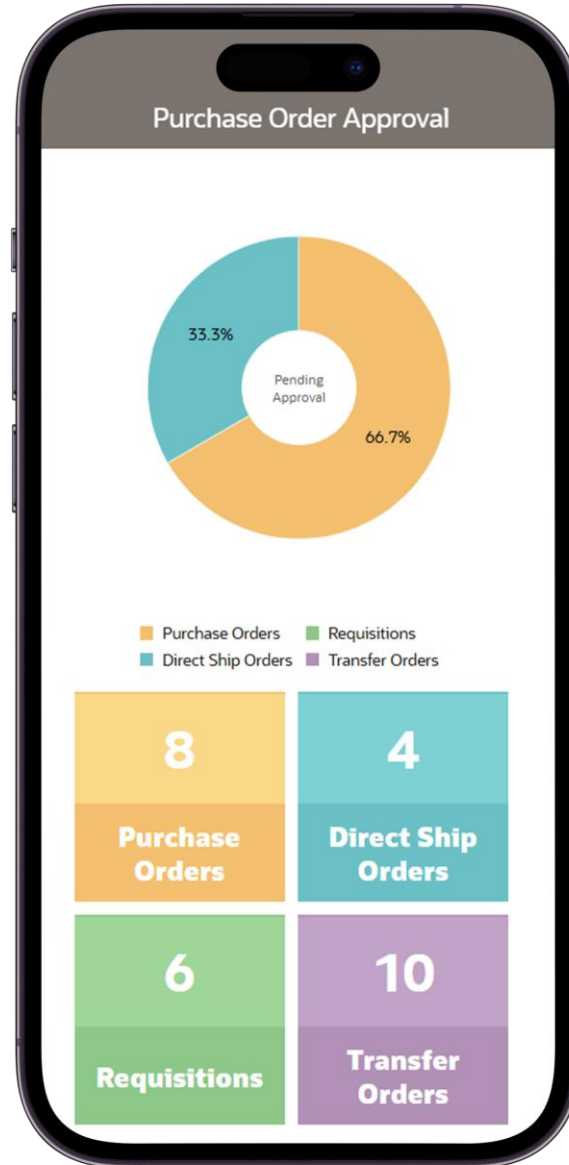 Purchase Order Approval
33.3%
Pending
Approval
66.7%
Purchase Orders
Requisitions
Direct Ship Orders
Transfer Orders
8
4
Purchase
Orders
Direct Ship
Orders
6
10
Requisitions
Transfer
Orders